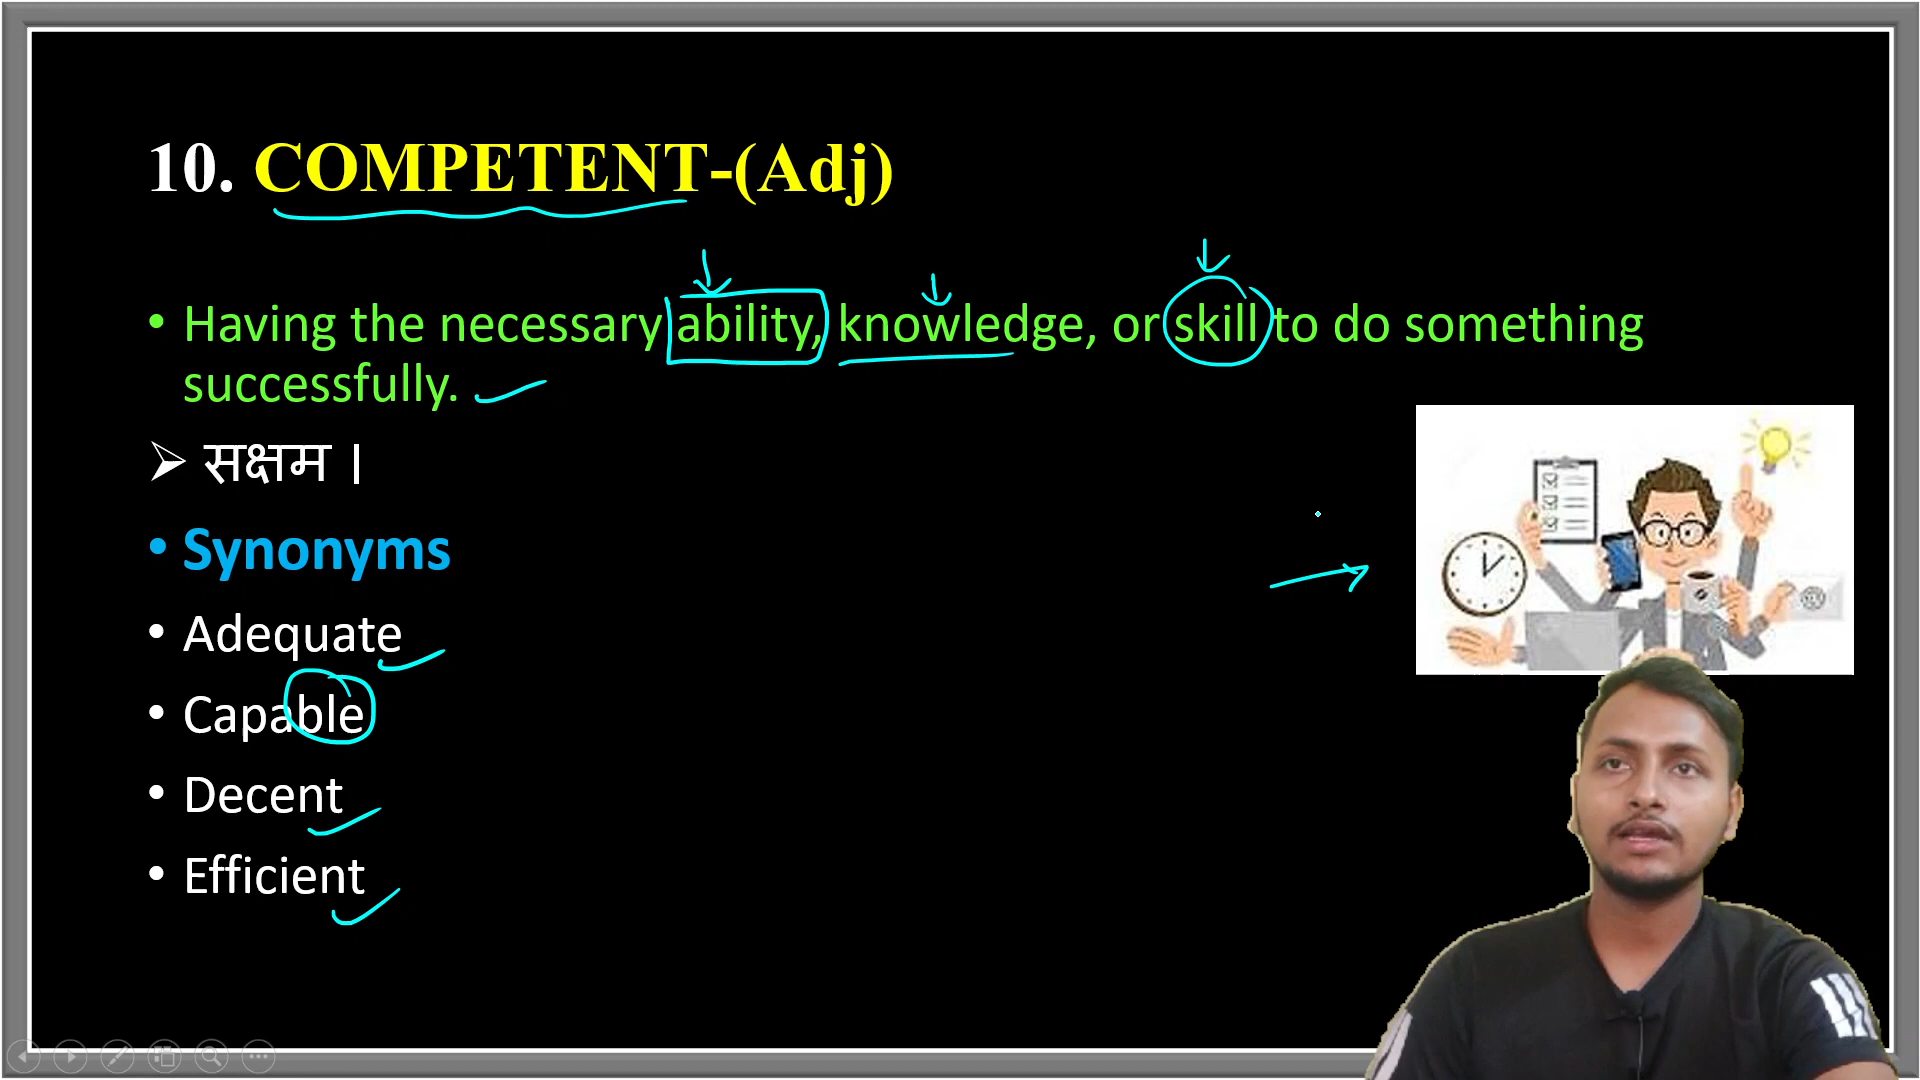 10. COMPETENT-(Adj)
• Having the necessary ability, knowledge, or skill to do something
successfully.
➢ सक्षम ।
• Synonyms
• Adequate
• Capable
• Decent
• Efficient